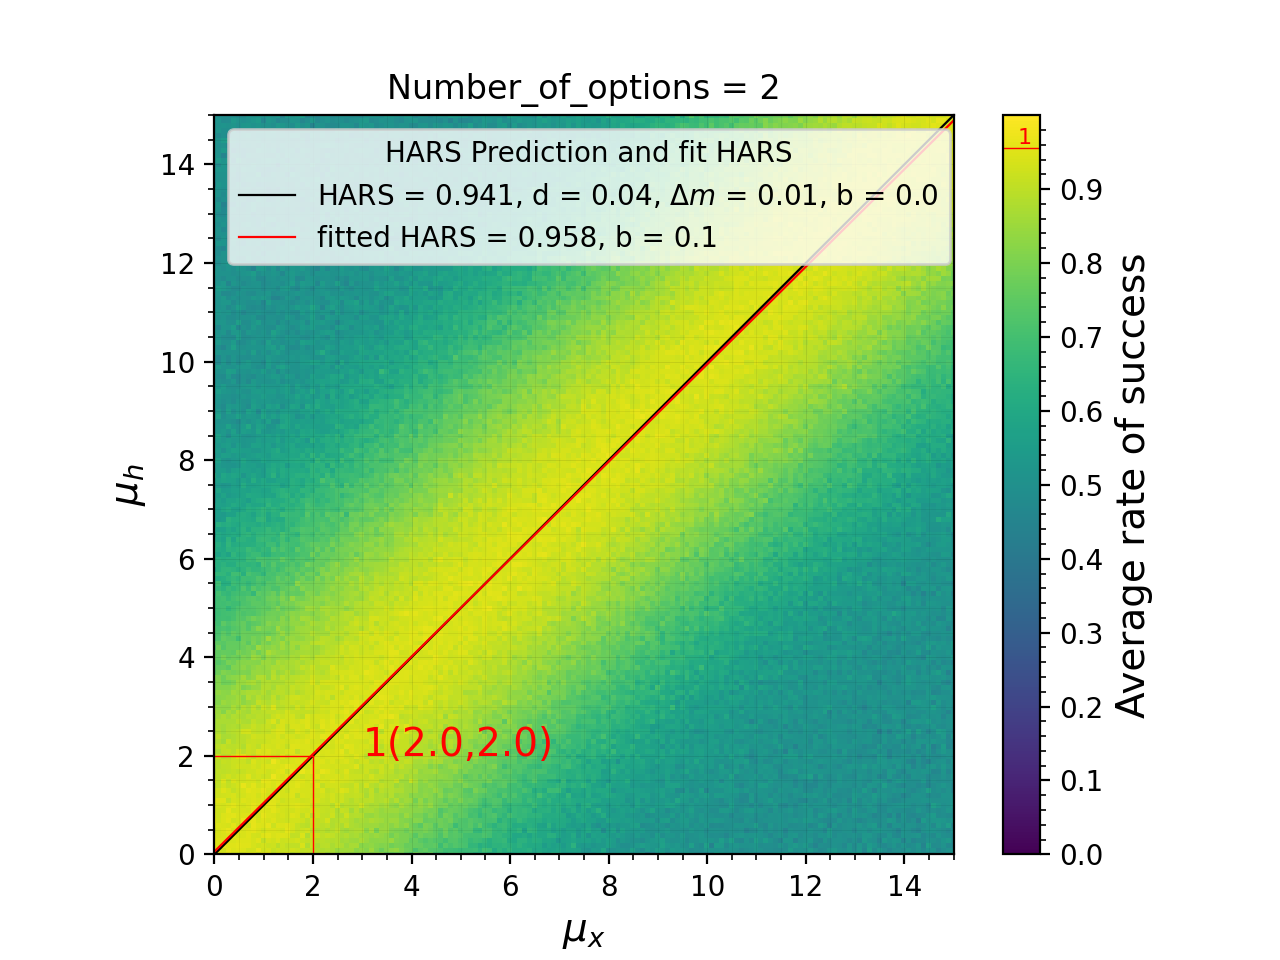 Number_of_options = 2
HARS Prediction and fit HARS
HARS = 0.941, d = 0.04, Δm = 0.01, b = 0.0
fitted HARS = 0.958, b = 0.1
14
12
10
8
6
4
2
0
μh
1(2.0,2.0)
0 2 4 6 8 10 12 14
μx
1
0.9
0.8
0.7
0.6
0.5
0.4
0.3
0.2
0.1
0.0
Average rate of success